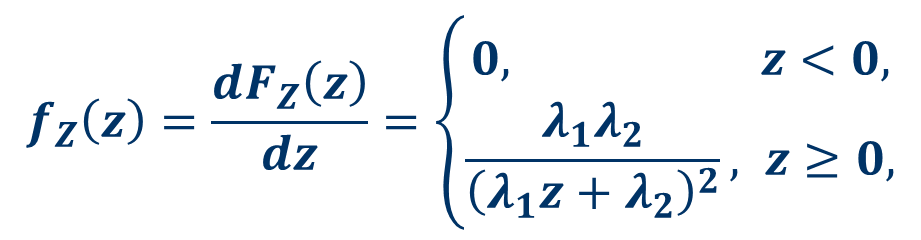 f_Z(z) = dF_Z(z)/dz = { 0, z < 0,
λ₁λ₂/(λ₁z + λ₂)², z ≥ 0,